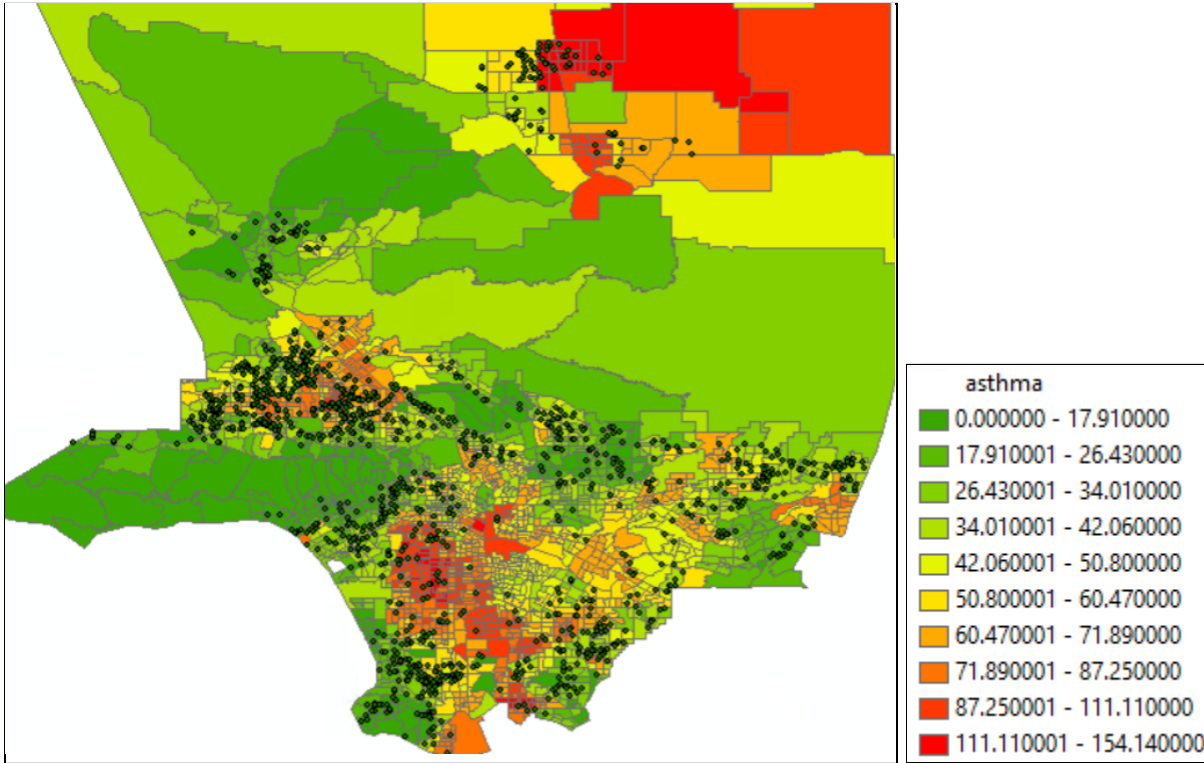 asthma
0.000000 - 17.910000
17.910001 - 26.430000
26.430001 - 34.010000
34.010001 - 42.060000
42.060001 - 50.800000
50.800001 - 60.470000
60.470001 - 71.890000
71.890001 - 87.250000
87.250001 - 111.110000
111.110001 - 154.140000